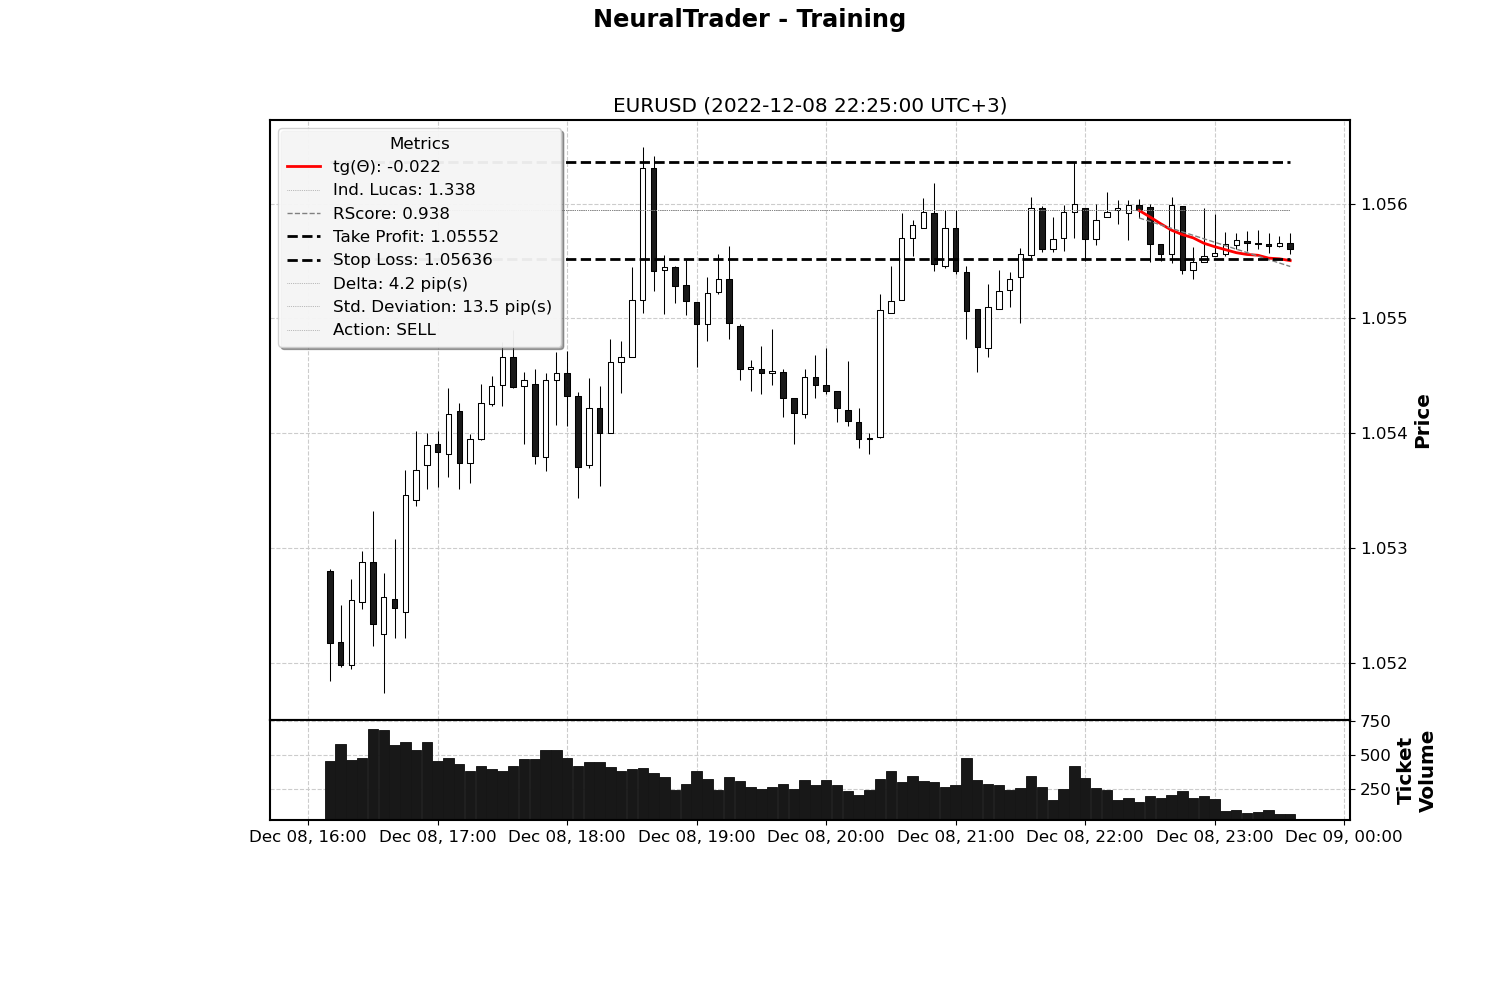 NeuralTrader - Training
EURUSD (2022-12-08 22:25:00 UTC+3)
Metrics
tg(Θ): -0.022
Ind. Lucas: 1.338
RScore: 0.938
Take Profit: 1.05552
Stop Loss: 1.05636
Delta: 4.2 pip(s)
Std. Deviation: 13.5 pip(s)
Action: SELL
1.056
1.055
1.054
1.053
1.052
Price
750
500
250
Ticket
Volume
Dec 08, 16:00
Dec 08, 17:00
Dec 08, 18:00
Dec 08, 19:00
Dec 08, 20:00
Dec 08, 21:00
Dec 08, 22:00
Dec 08, 23:00
Dec 09, 00:00